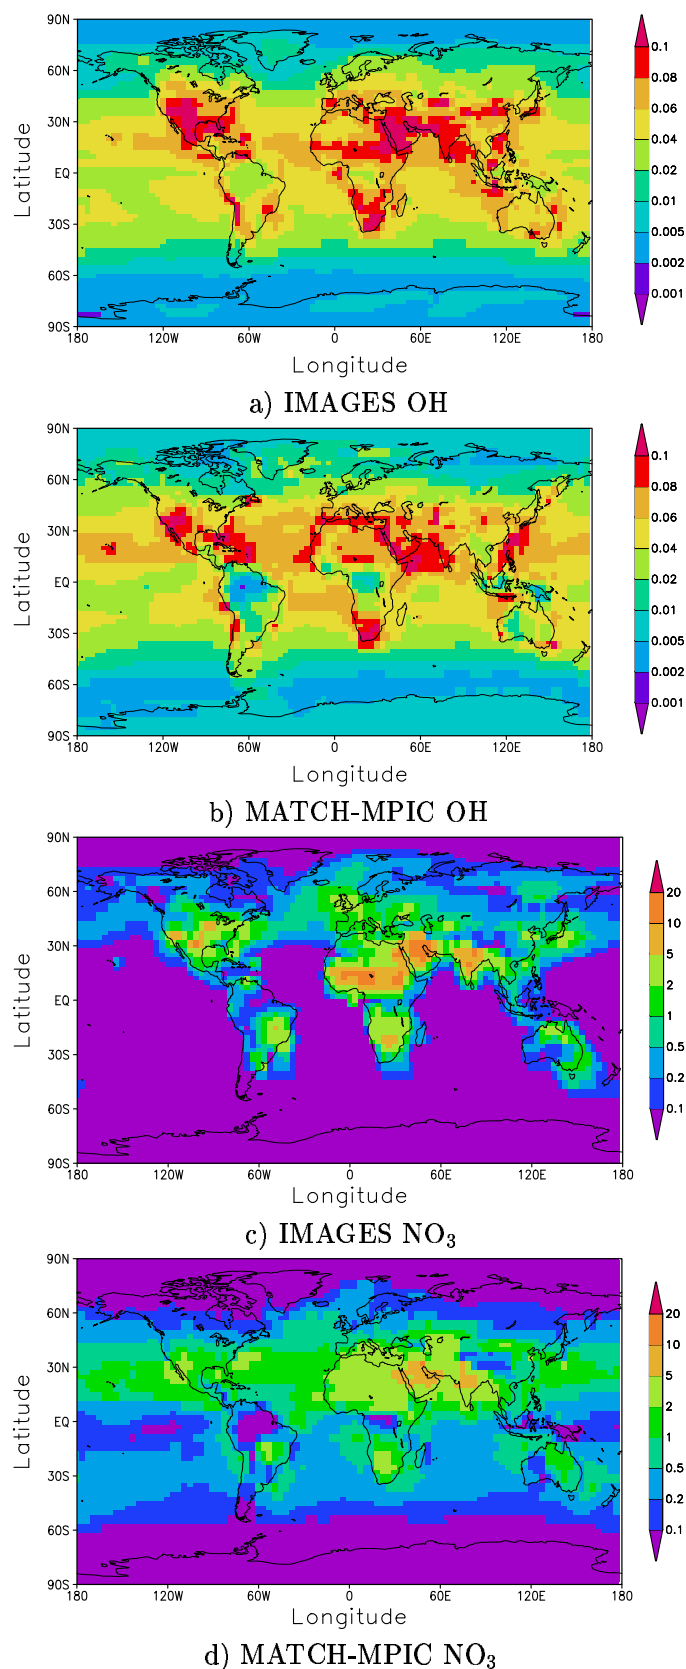 90N
60N
30N
EQ
30S
60S
90S
180 120W 60W 0 60E 120E 180
Latitude
Longitude
0.1
0.08
0.06
0.04
0.02
0.01
0.005
0.002
0.001
a) IMAGES OH
90N
60N
30N
EQ
30S
60S
90S
180 120W 60W 0 60E 120E 180
Latitude
Longitude
0.1
0.08
0.06
0.04
0.02
0.01
0.005
0.002
0.001
b) MATCH-MPIC OH
90N
60N
30N
EQ
30S
60S
90S
180 120W 60W 0 60E 120E 180
Latitude
Longitude
20
10
5
2
1
0.5
0.2
0.1
c) IMAGES NO₃
90N
60N
30N
EQ
30S
60S
90S
180 120W 60W 0 60E 120E 180
Latitude
Longitude
20
10
5
2
1
0.5
0.2
0.1
d) MATCH-MPIC NO₃